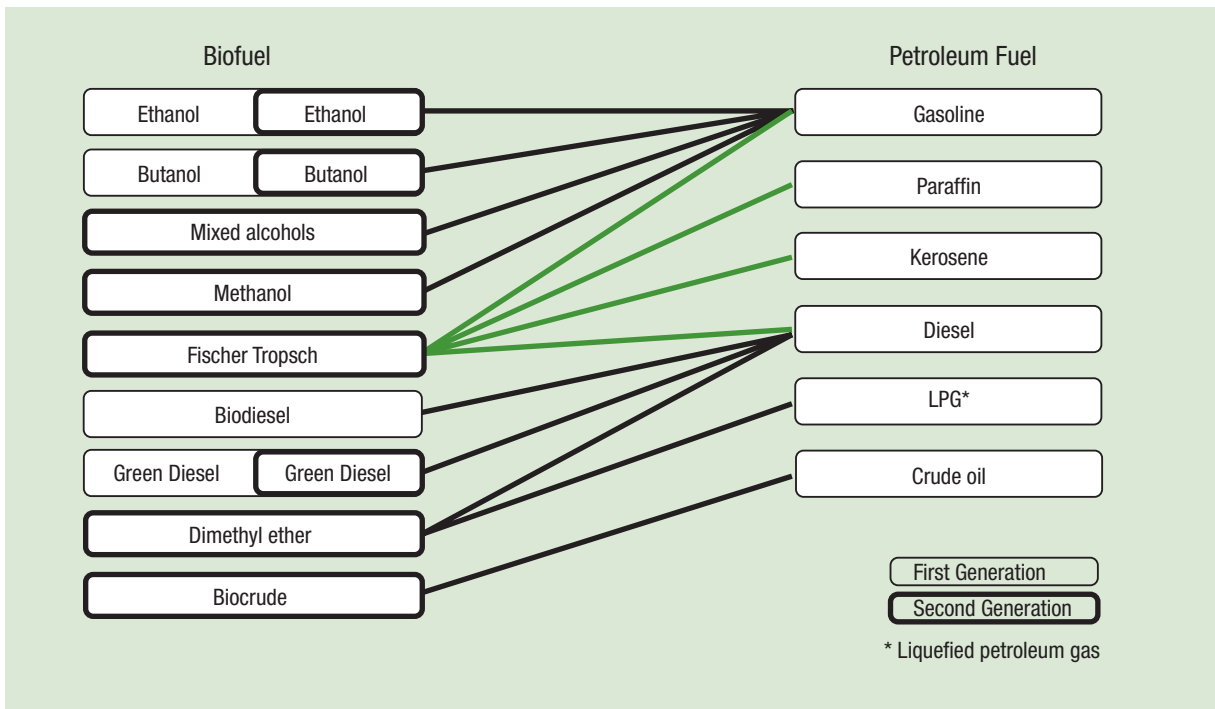 Biofuel
Petroleum Fuel
Ethanol
Ethanol
Gasoline
Butanol
Butanol
Paraffin
Mixed alcohols
Kerosene
Methanol
Diesel
Fischer Tropsch
Biodiesel
LPG*
Green Diesel
Green Diesel
Crude oil
Dimethyl ether
Biocrude
First Generation
Second Generation
* Liquefied petroleum gas